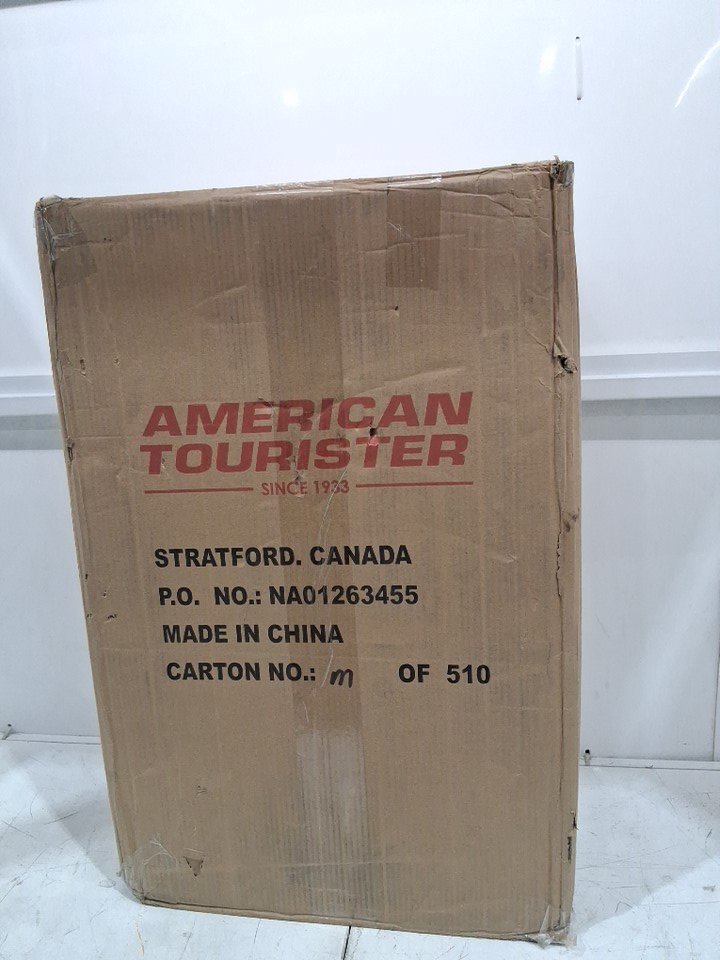 AMERICAN
TOURISTER
SINCE 1933
STRATFORD. CANADA
P.O. NO.: NA01263455
MADE IN CHINA
CARTON NO.: m OF 510